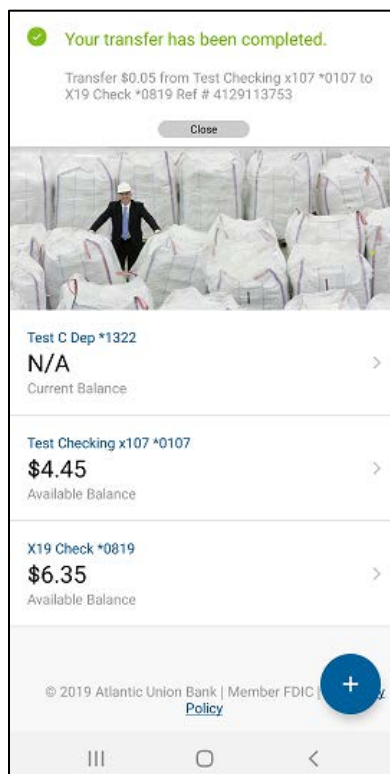 Your transfer has been completed.
Transfer $0.05 from Test Checking x107 *0107 to
X19 Check *0819 Ref # 4129113753
Close
Test C Dep *1322
N/A
Current Balance
Test Checking x107 *0107
$4.45
Available Balance
X19 Check *0819
$6.35
Available Balance
© 2019 Atlantic Union Bank | Member FDIC |
Policy